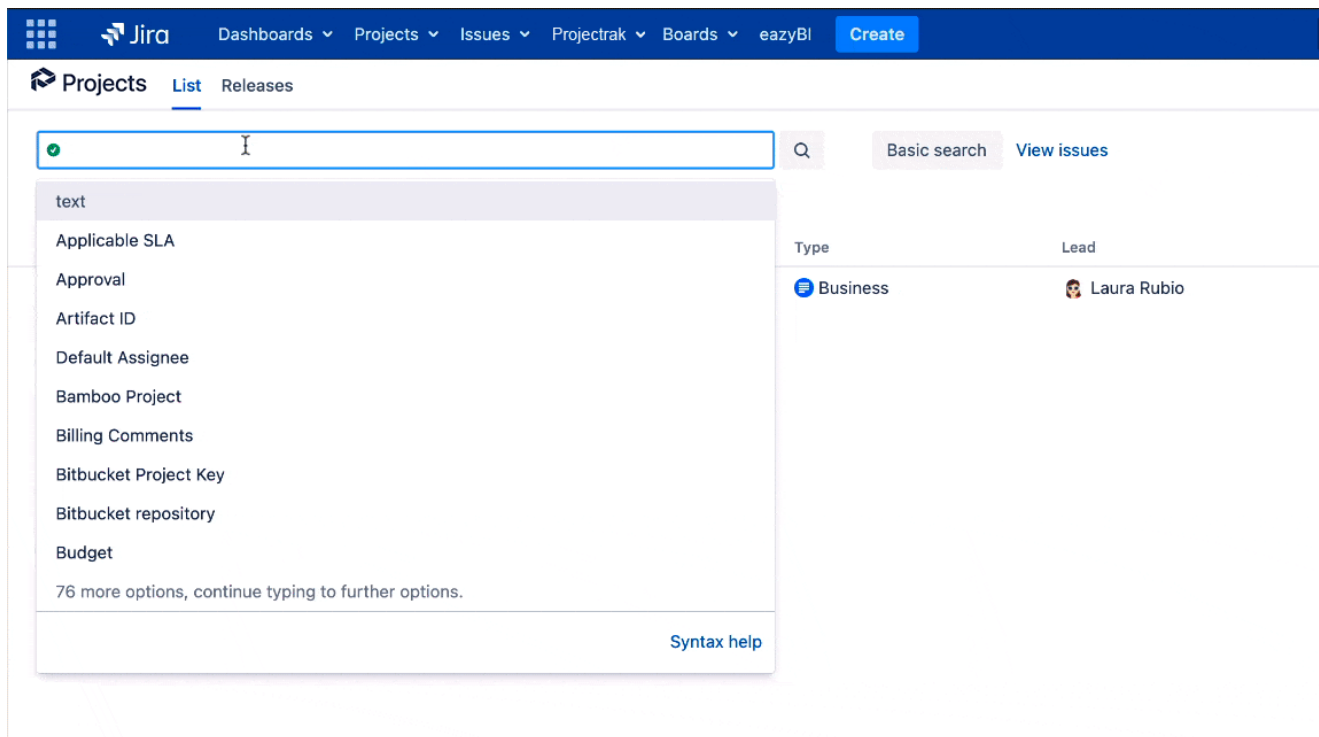 Jira Dashboards Projects Issues Projectrak Boards eazyBI Create
Projects List Releases
Basic search View issues
text
Applicable SLA
Type Lead
Approval
Business Laura Rubio
Artifact ID
Default Assignee
Bamboo Project
Billing Comments
Bitbucket Project Key
Bitbucket repository
Budget
76 more options, continue typing to further options.
Syntax help